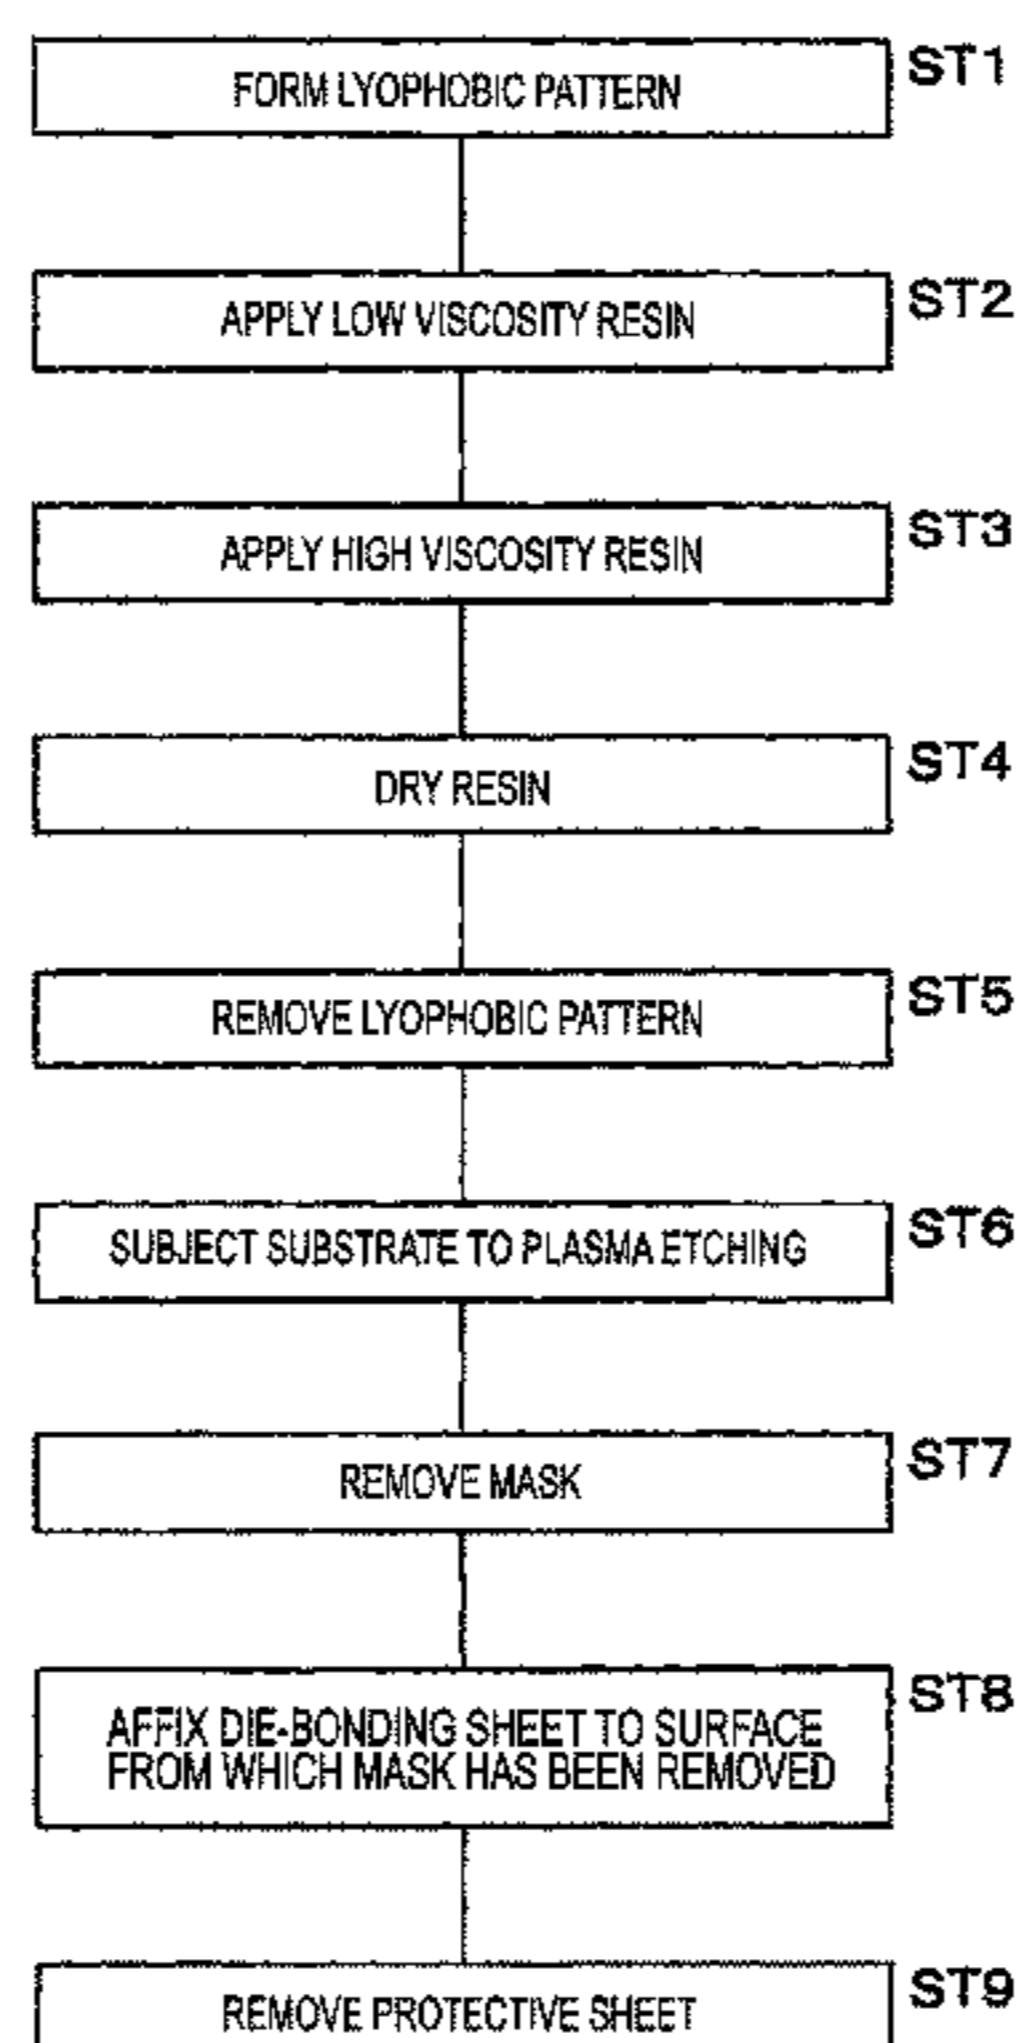 FORM LYOPHOBIC PATTERN ST1
APPLY LOW VISCOSITY RESIN ST2
APPLY HIGH VISCOSITY RESIN ST3
DRY RESIN ST4
REMOVE LYOPHOBIC PATTERN ST5
SUBJECT SUBSTRATE TO PLASMA ETCHING ST6
REMOVE MASK ST7
AFFIX DIE-BONDING SHEET TO SURFACE ST8
FROM WHICH MASK HAS BEEN REMOVED
REMOVE PROTECTIVE SHEET ST9